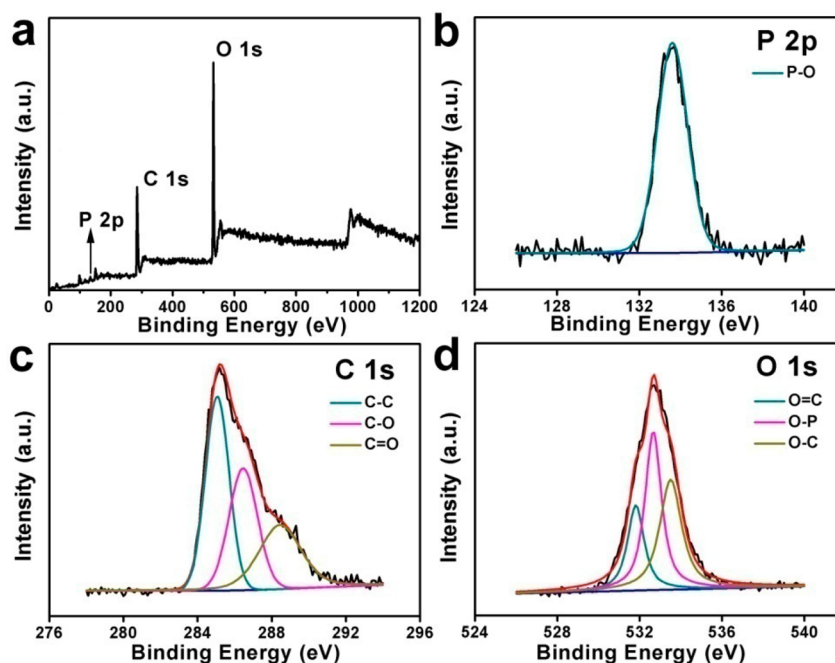 a
O 1s
C 1s
P 2p
Intensity (a.u.)
0 200 400 600 800 1000 1200
Binding Energy (eV)
b
P 2p
P-O
Intensity (a.u.)
124 128 132 136 140
Binding Energy (eV)
c
C 1s
C-C
C-O
C=O
Intensity (a.u.)
276 280 284 288 292 296
Binding Energy (eV)
d
O 1s
O=C
O-P
O-C
Intensity (a.u.)
524 528 532 536 540
Binding Energy (eV)